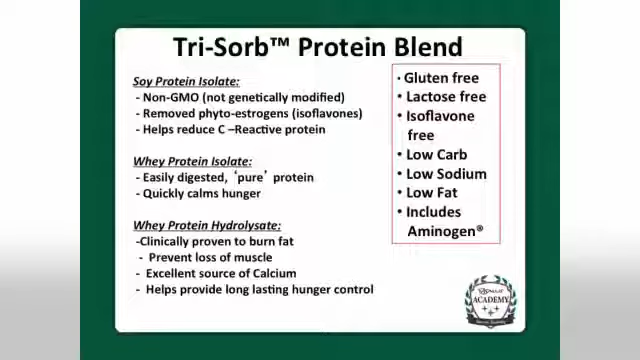 Tri-Sorb™ Protein Blend
Soy Protein Isolate:
- Non-GMO (not genetically modified)
- Removed phyto-estrogens (isoflavones)
- Helps reduce C –Reactive protein
Whey Protein Isolate:
- Easily digested, ‘pure’ protein
- Quickly calms hunger
Whey Protein Hydrolysate:
-Clinically proven to burn fat
- Prevent loss of muscle
- Excellent source of Calcium
- Helps provide long lasting hunger control
• Gluten free
• Lactose free
• Isoflavone
free
• Low Carb
• Low Sodium
• Low Fat
• Includes
Aminogen®
ACADEMY